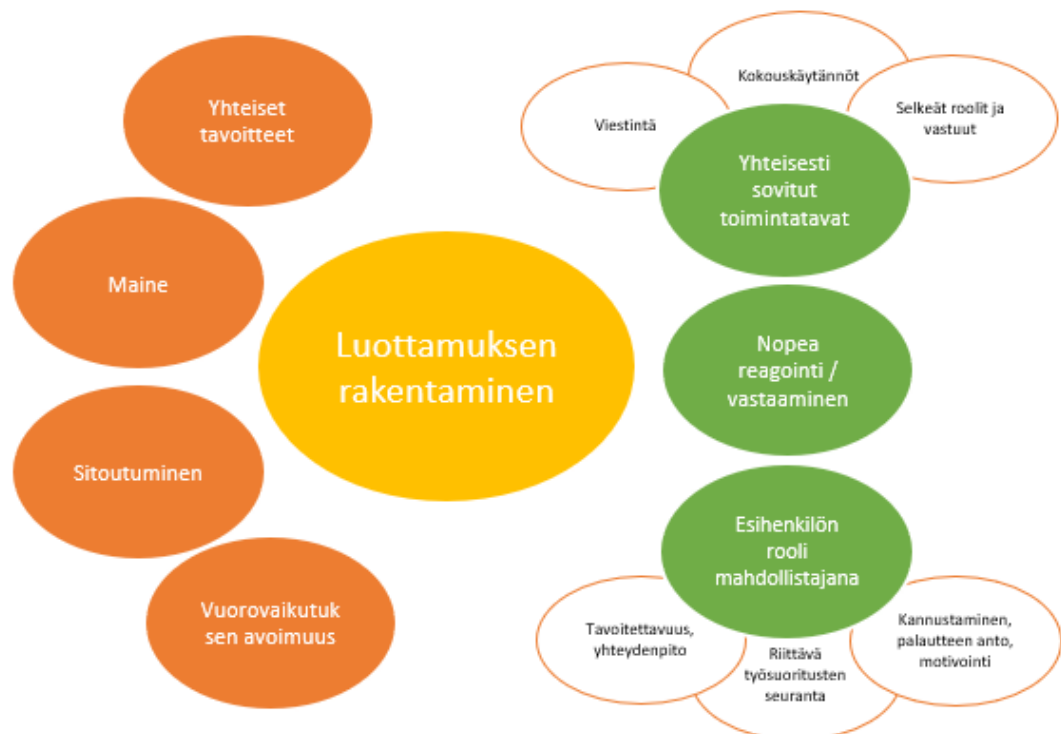 Yhteiset
tavoitteet
Maine
Sitoutuminen
Vuorovaikutuk
sen avoimuus
Luottamuksen
rakentaminen
Viestintä
Kokouskäytännöt
Selkeät roolit ja
vastuut
Yhteisesti
sovitut
toimintatavat
Nopea
reagointi /
vastaaminen
Esihenkilön
rooli
mahdollistajana
Tavoitettavuus,
yhteydenpito
Riittävä
työsuoritusten
seuranta
Kannustaminen,
palautteen anto,
motivointi